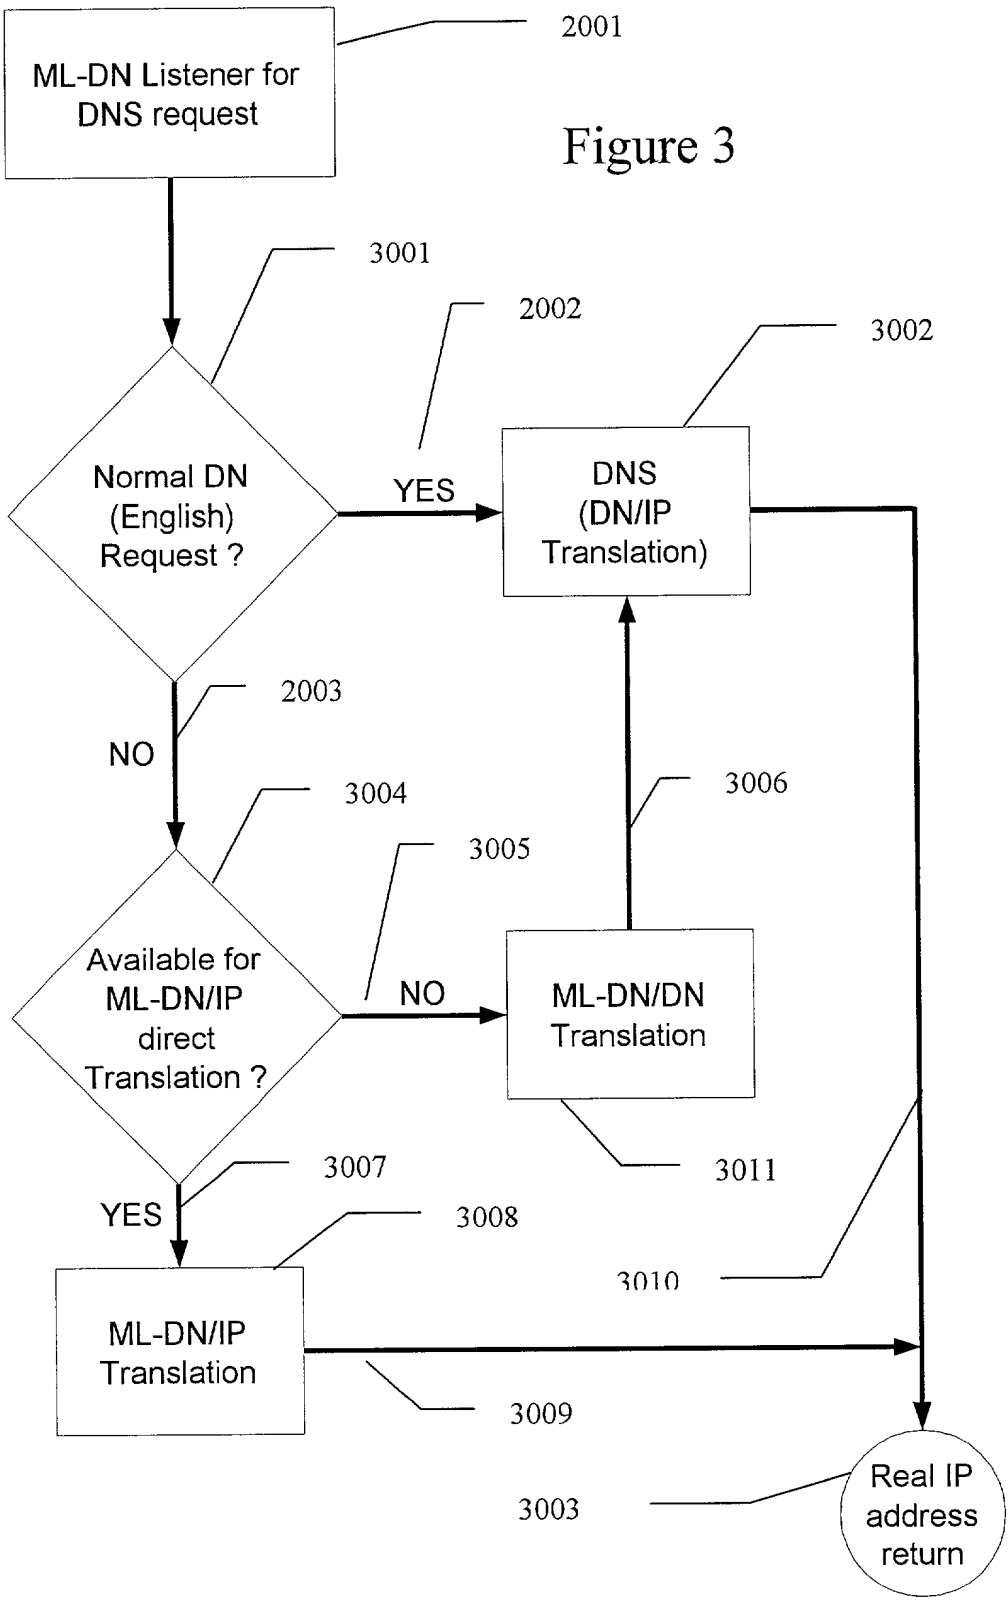 2001
ML-DN Listener for
DNS request
Figure 3
3001
2002
3002
Normal DN
(English)
Request ?
YES
DNS
(DN/IP
Translation)
2003
NO
3004
3005
3006
Available for
ML-DN/IP
direct
Translation ?
NO
ML-DN/DN
Translation
3007
3011
YES
3008
3010
ML-DN/IP
Translation
3009
3003
Real IP
address
return